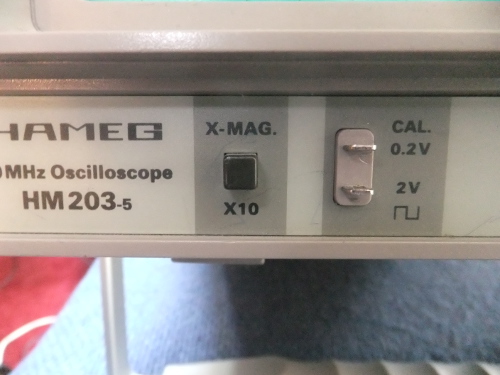 HAMEG
MHz Oscilloscope
HM 203-5
X-MAG.
X10
CAL.
0.2V
2V